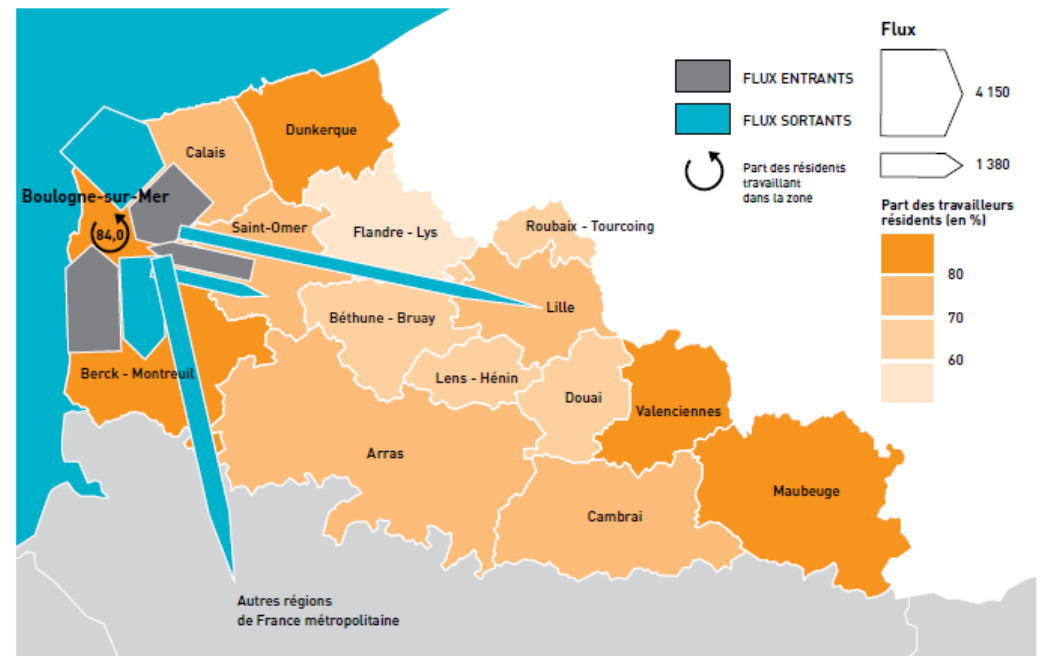 Flux
FLUX ENTRANTS
4 150
FLUX SORTANTS
1 380
Part des résidents
travaillant
dans la zone
Part des travailleurs
résidents (en %)
80
70
60
Dunkerque
Calais
Boulogne-sur-Mer
84,0
Saint-Omer
Flandre - Lys
Roubaix - Tourcoing
Lille
Béthune - Bruay
Berck - Montreuil
Lens - Hénin
Douai
Valenciennes
Arras
Maubeuge
Cambrai
Autres régions
de France métropolitaine